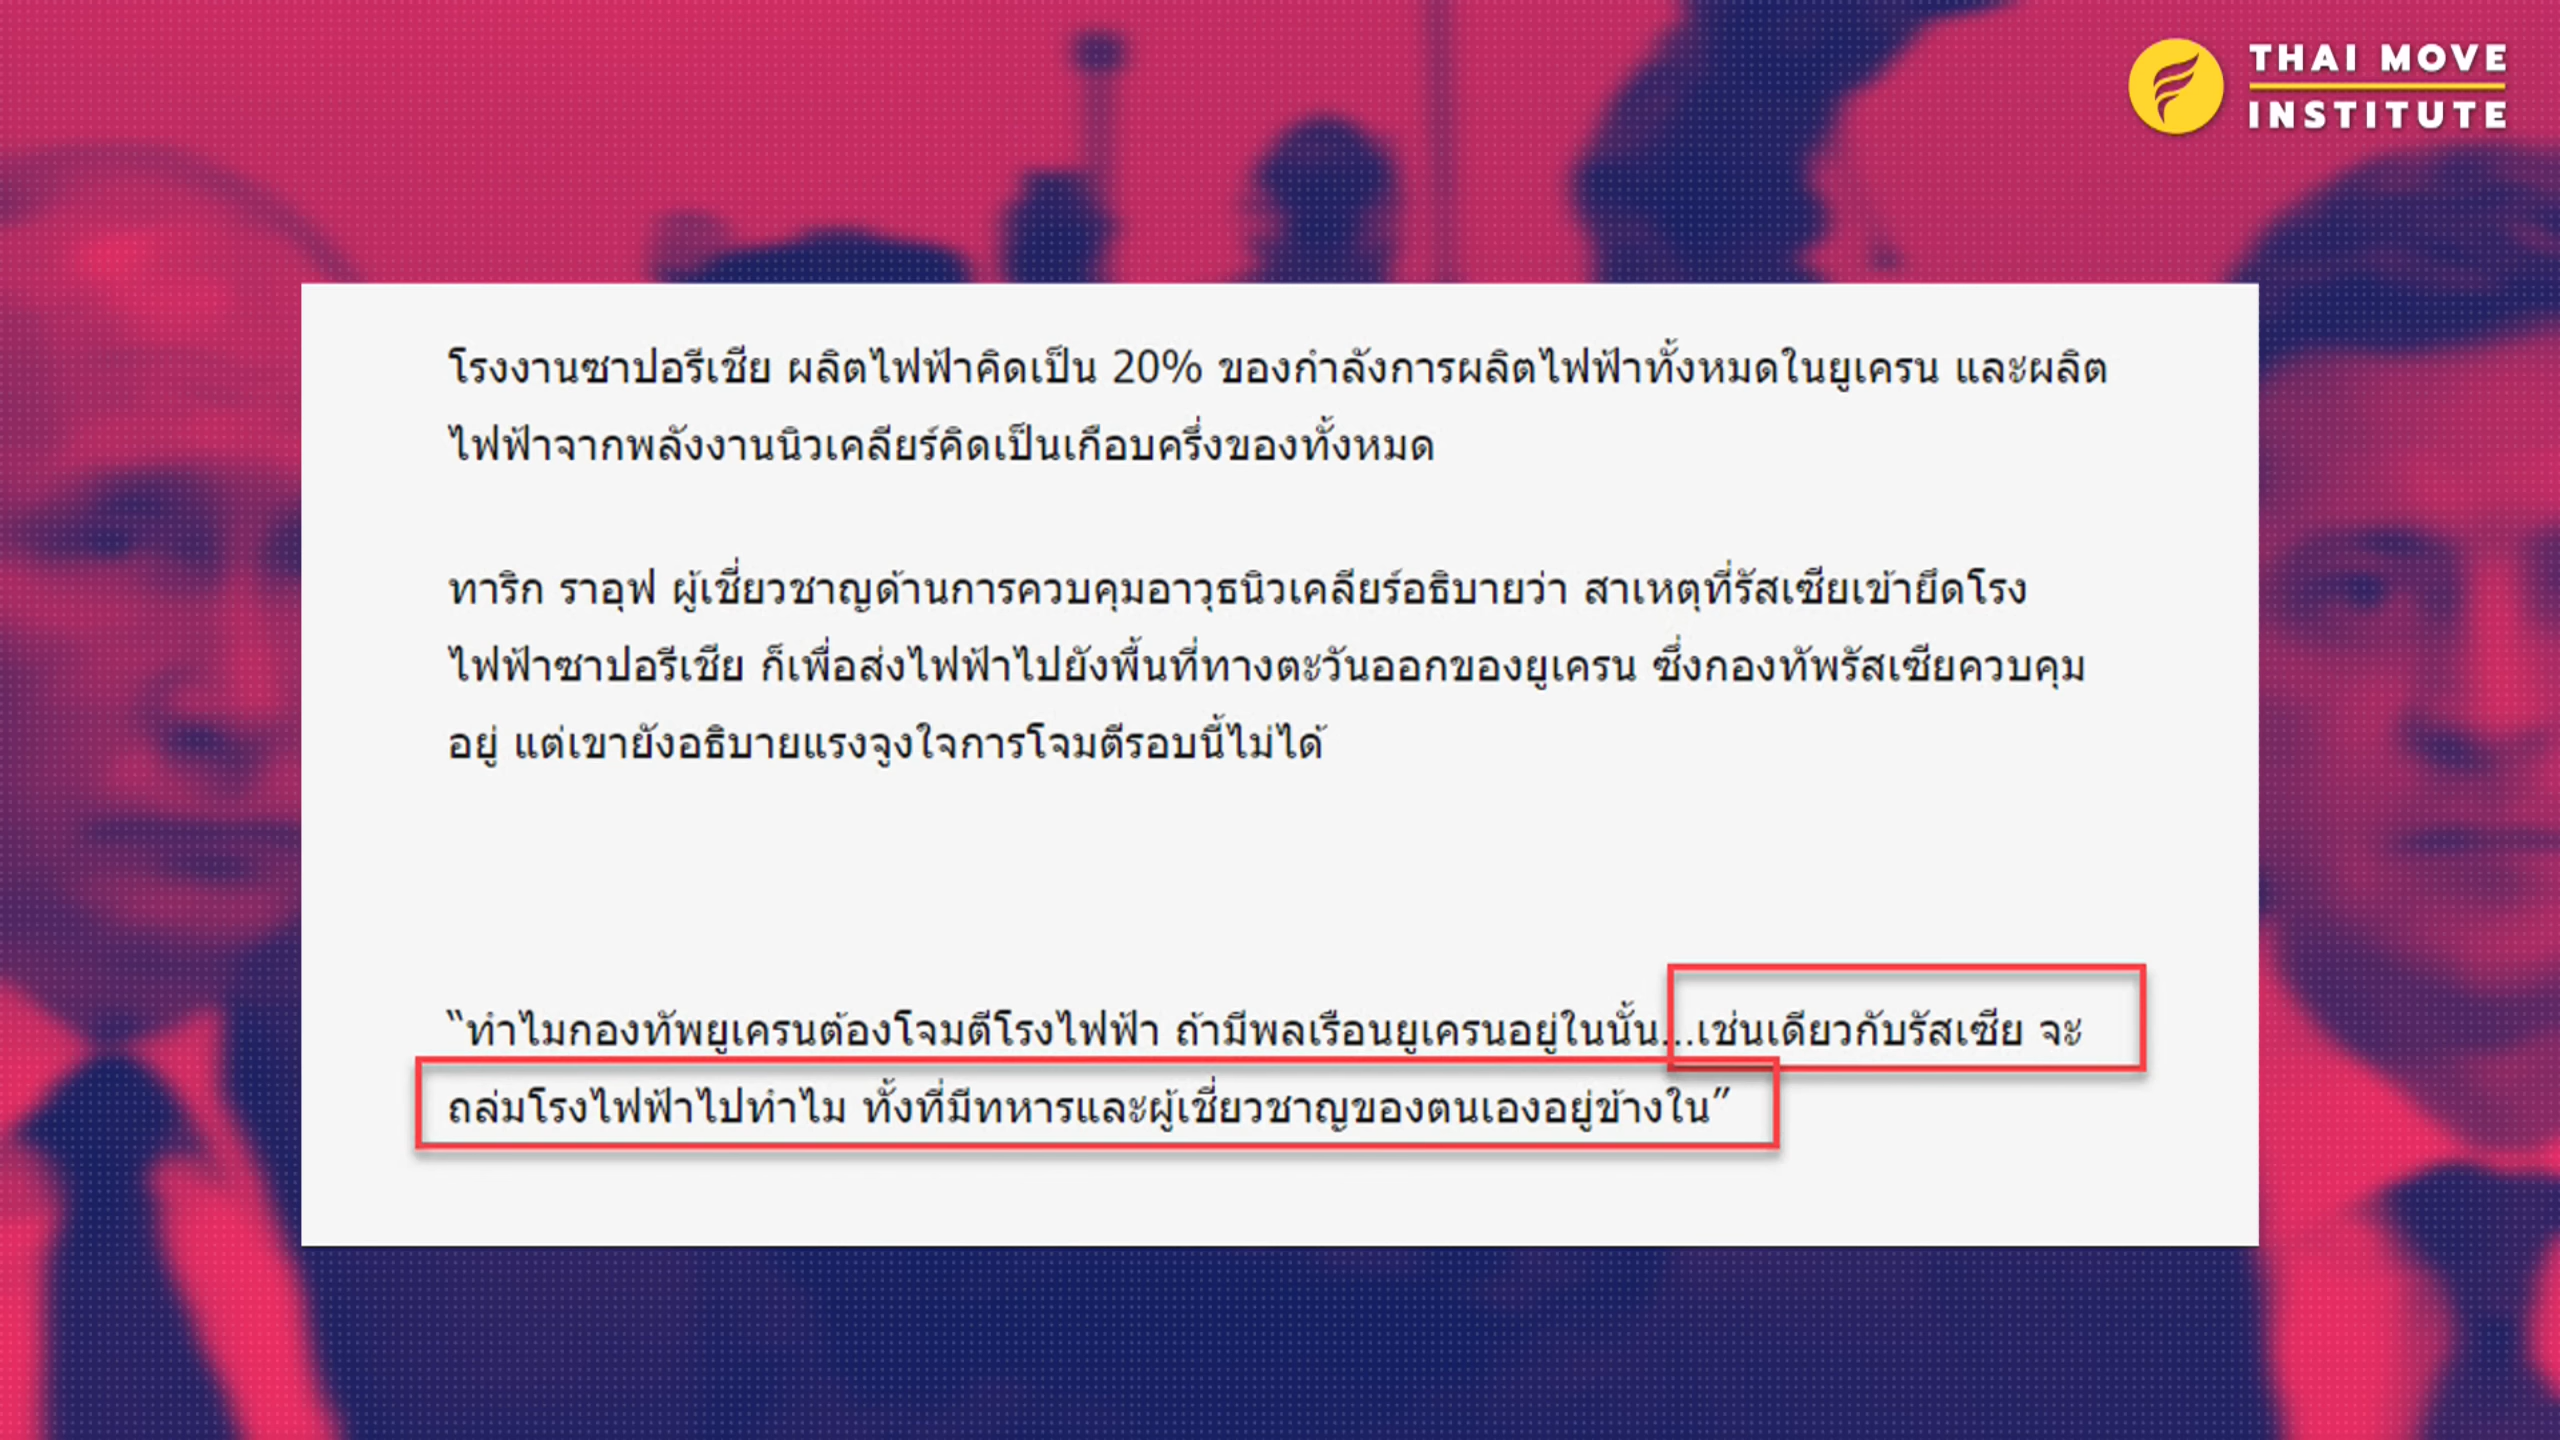 THAI MOVE
INSTITUTE
โรงงานซาปอรีเชีย ผลิตไฟฟ้าคิดเป็น 20% ของกำลังการผลิตไฟฟ้าทั้งหมดในยูเครน และผลิต
ไฟฟ้าจากพลังงานนิวเคลียร์คิดเป็นเกือบครึ่งของทั้งหมด
ทาริก ราอุฟ ผู้เชี่ยวชาญด้านการควบคุมอาวุธนิวเคลียร์อธิบายว่า สาเหตุที่รัสเซียเข้ายึดโรง
ไฟฟ้าซาปอรีเชีย ก็เพื่อส่งไฟฟ้าไปยังพื้นที่ทางตะวันออกของยูเครน ซึ่งกองทัพรัสเซียควบคุม
อยู่ แต่เขายังอธิบายแรงจูงใจการโจมตีรอบนี้ไม่ได้
“ทำไมกองทัพยูเครนต้องโจมตีโรงไฟฟ้า ถ้ามีพลเรือนยูเครนอยู่ในนั้น...เช่นเดียวกับรัสเซีย จะ
ถล่มโรงไฟฟ้าไปทำไม ทั้งที่มีทหารและผู้เชี่ยวชาญของตนเองอยู่ข้างใน”